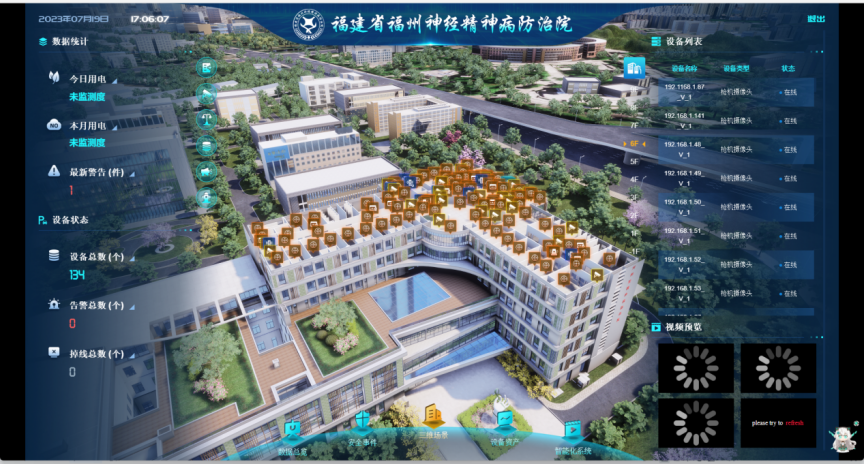 2023年07月19日 17:06:07
福建省福州神经精神病防治院
退出
数据统计
今日用电
未监测度
本月用电
未监测度
最新警告 (件)
1
设备状态
设备总数 (个)
134
告警总数 (个)
0
掉线总数 (个)
0
7F
6F
5F
4F
1F
设备列表
设备名称 设备类型 状态
192.1168.1.87_V_1 枪机摄像头 在线
192.168.1.141_V_1 枪机摄像头 在线
192.168.1.48_V_1 枪机摄像头 在线
192.168.1.49_V_1 枪机摄像头 在线
192.168.1.50_V_1 枪机摄像头 在线
192.168.1.51_V_1 枪机摄像头 在线
192.168.1.52_V_1 枪机摄像头 在线
192.168.1.53_V_1 枪机摄像头 在线
视频预览
please try to refresh
数据总览
安全事件
三维场景
设备资产
智能化系统